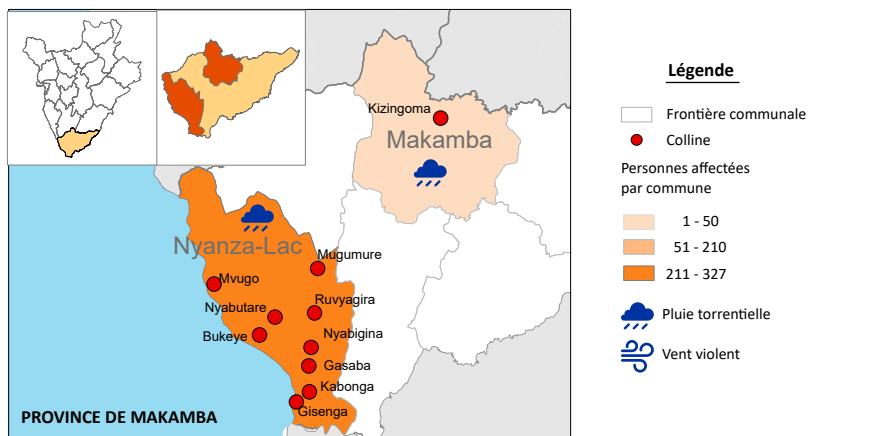 Kizingoma
Makamba
Nyanza-Lac
Mugumure
Mvugo
Ruvyagira
Nyabutare
Bukeye
Nyabigina
Gasaba
Kabonga
Gisenga
PROVINCE DE MAKAMBA
Légende
Frontière communale
Colline
Personnes affectées
par commune
1 - 50
51 - 210
211 - 327
Pluie torrentielle
Vent violent